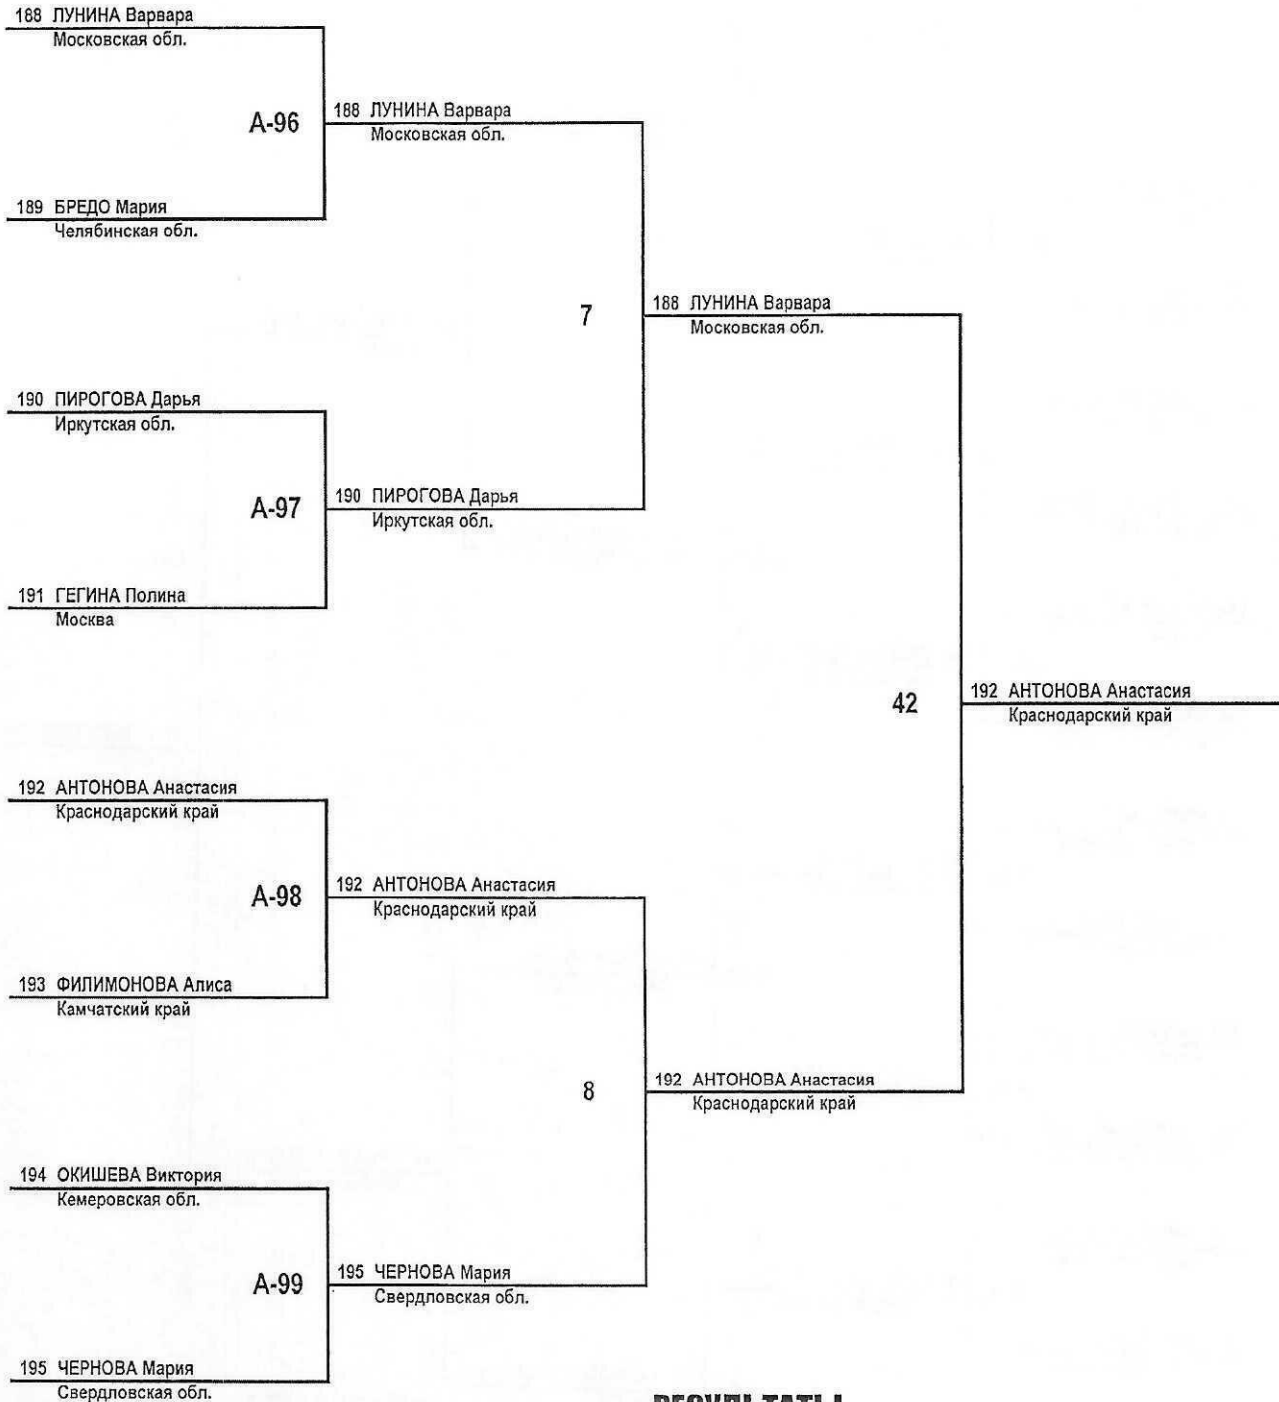 188 ЛУНИНА Варвара
Московская обл.
А-96
188 ЛУНИНА Варвара
Московская обл.
189 БРЕДО Мария
Челябинская обл.
7
188 ЛУНИНА Варвара
Московская обл.
190 ПИРОГОВА Дарья
Иркутская обл.
А-97
190 ПИРОГОВА Дарья
Иркутская обл.
191 ГЕГИНА Полина
Москва
42
192 АНТОНОВА Анастасия
Краснодарский край
192 АНТОНОВА Анастасия
Краснодарский край
А-98
192 АНТОНОВА Анастасия
Краснодарский край
193 ФИЛИМОНОВА Алиса
Камчатский край
8
192 АНТОНОВА Анастасия
Краснодарский край
194 ОКИШЕВА Виктория
Кемеровская обл.
А-99
195 ЧЕРНОВА Мария
Свердловская обл.
195 ЧЕРНОВА Мария
Свердловская обл.